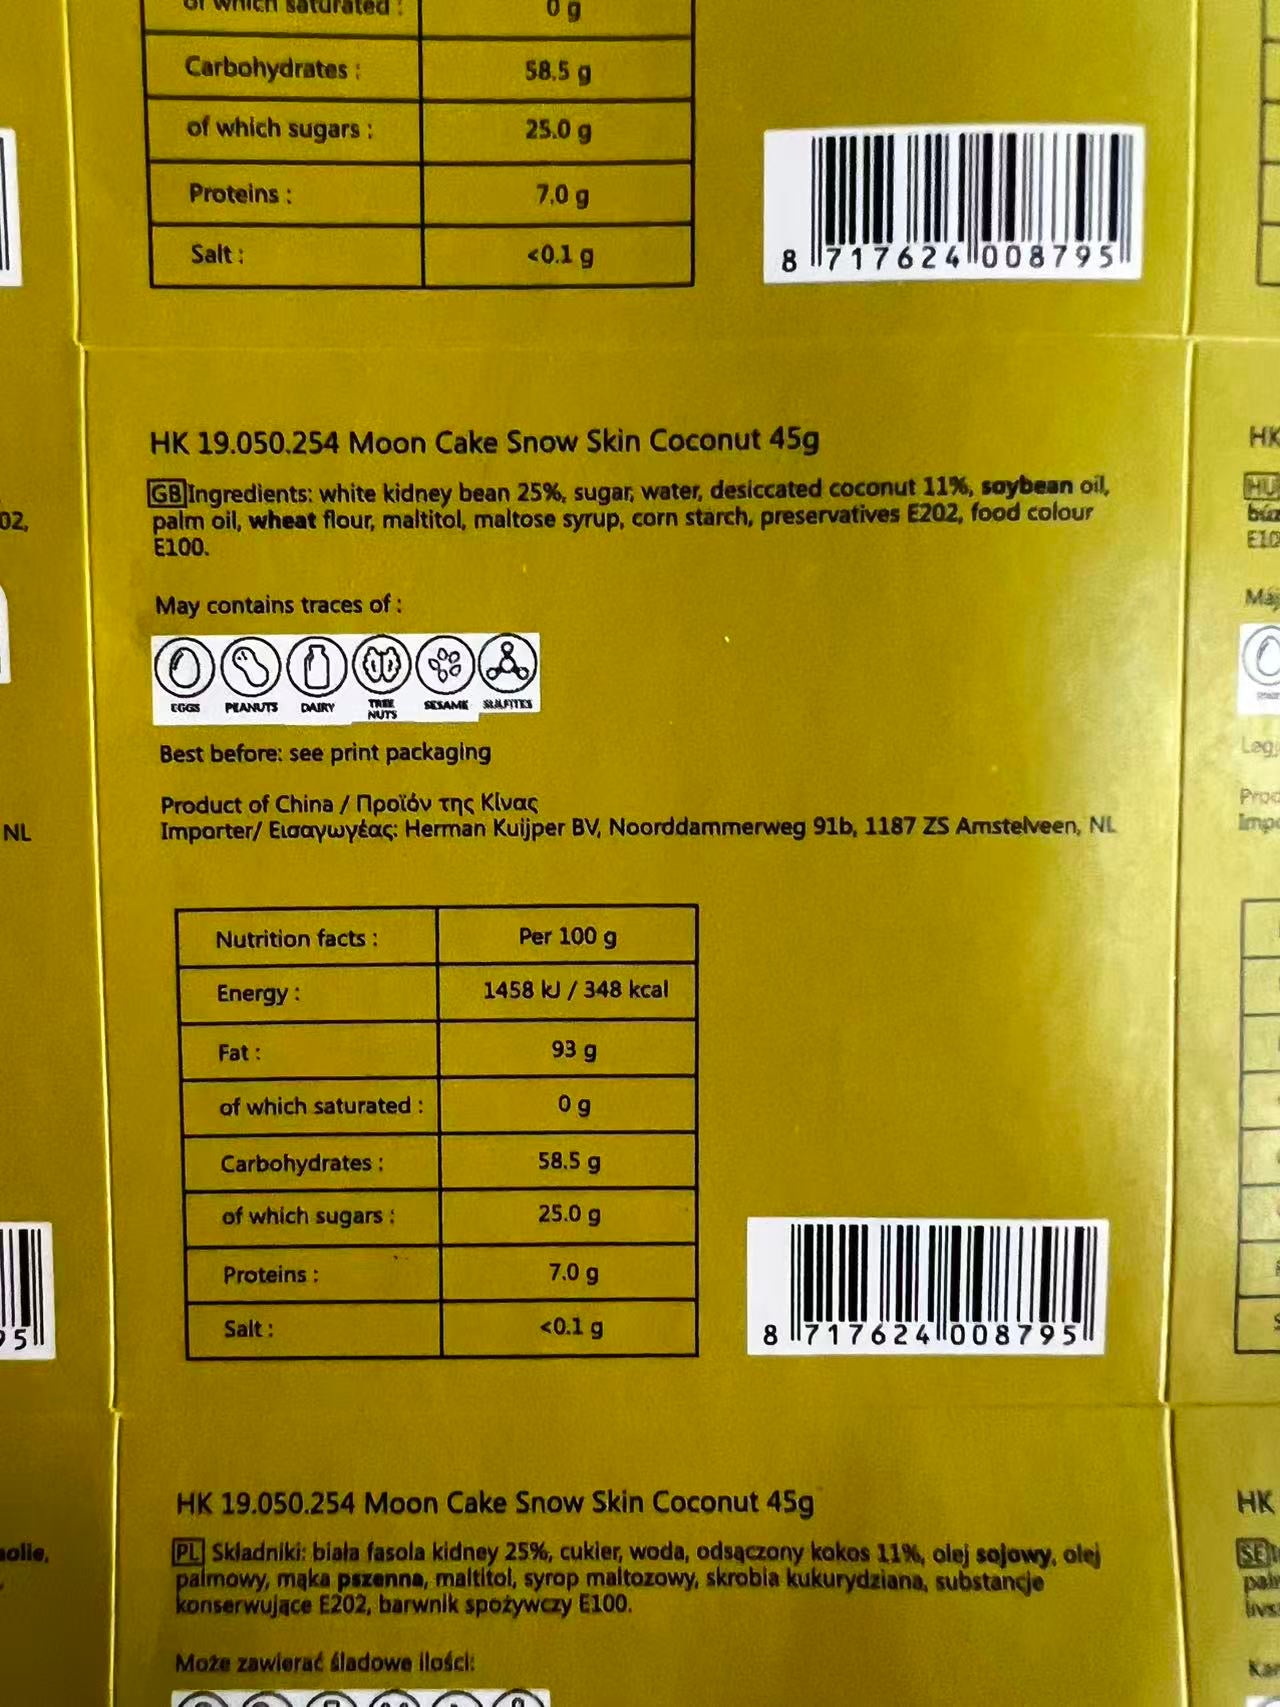 of which saturated : 0 g
Carbohydrates : 58.5 g
of which sugars : 25.0 g
Proteins : 7.0 g
Salt : <0.1 g
8 717624 008795
HK 19.050.254 Moon Cake Snow Skin Coconut 45g
GB Ingredients: white kidney bean 25%, sugar, water, desiccated coconut 11%, soybean oil,
palm oil, wheat flour, maltitol, maltose syrup, corn starch, preservatives E202, food colour
E100.
May contains traces of :
EGGS PEANUTS DAIRY TREE NUTS SESAME SULFITES
Best before: see print packaging
Product of China / Προϊόν της Κίνας
Importer/ Εισαγωγέας: Herman Kuijper BV, Noorddammerweg 91b, 1187 ZS Amstelveen, NL
Nutrition facts : Per 100 g
Energy : 1458 kJ / 348 kcal
Fat : 93 g
of which saturated : 0 g
Carbohydrates : 58.5 g
of which sugars : 25.0 g
Proteins : 7.0 g
Salt : <0.1 g
8 717624 008795
HK 19.050.254 Moon Cake Snow Skin Coconut 45g
PL Składniki: biała fasola kidney 25%, cukier, woda, odsączony kokos 11%, olej sojowy, olej
palmowy, mąka pszenna, maltitol, syrop maltozowy, skrobia kukurydziana, substancje
konserwujące E202, barwnik spożywczy E100.
Może zawierać śladowe ilości:
02,
NL
95
HK
HU
HK
SE